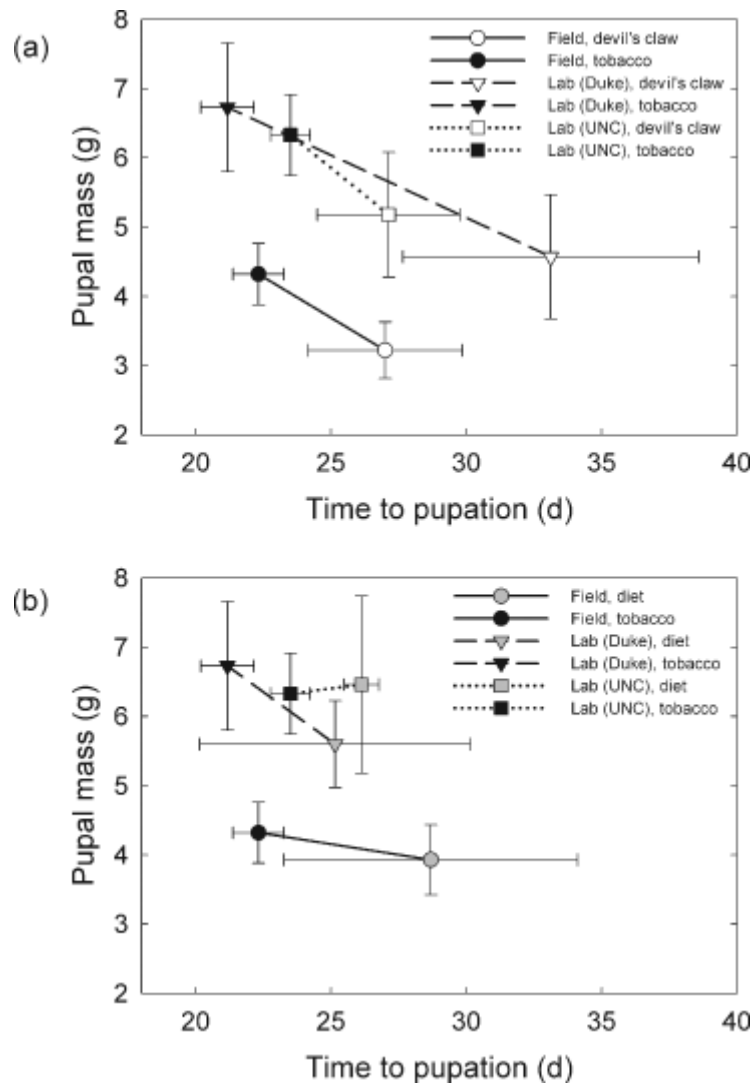 (a)
8
7
6
5
4
3
2
Pupal mass (g)
Field, devil's claw
Field, tobacco
Lab (Duke), devil's claw
Lab (Duke), tobacco
Lab (UNC), devil's claw
Lab (UNC), tobacco
20 25 30 35 40
Time to pupation (d)
(b)
8
7
6
5
4
3
2
Pupal mass (g)
Field, diet
Field, tobacco
Lab (Duke), diet
Lab (Duke), tobacco
Lab (UNC), diet
Lab (UNC), tobacco
20 25 30 35 40
Time to pupation (d)